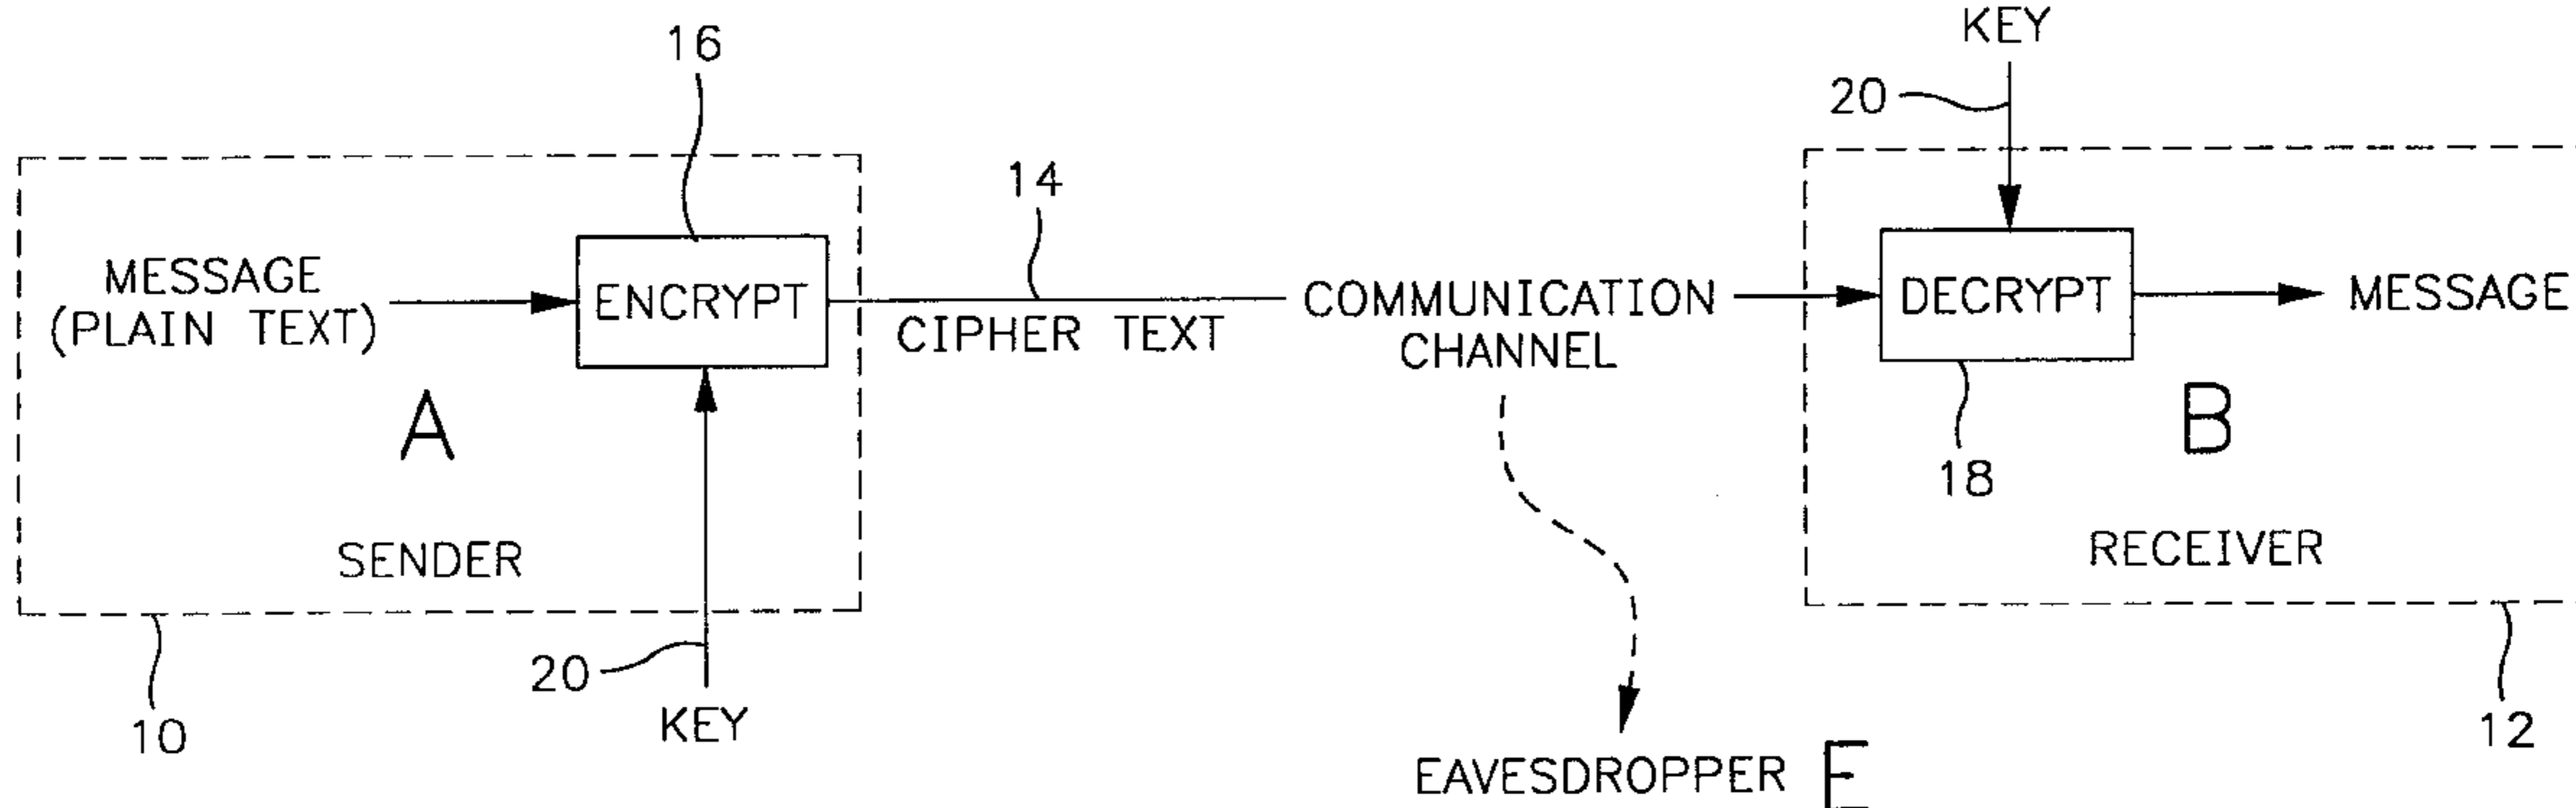 KEY
16
20
14
MESSAGE
(PLAIN TEXT)
ENCRYPT
CIPHER TEXT
COMMUNICATION
CHANNEL
DECRYPT
MESSAGE
A
B
18
SENDER
RECEIVER
20
10
KEY
12
EAVESDROPPER E